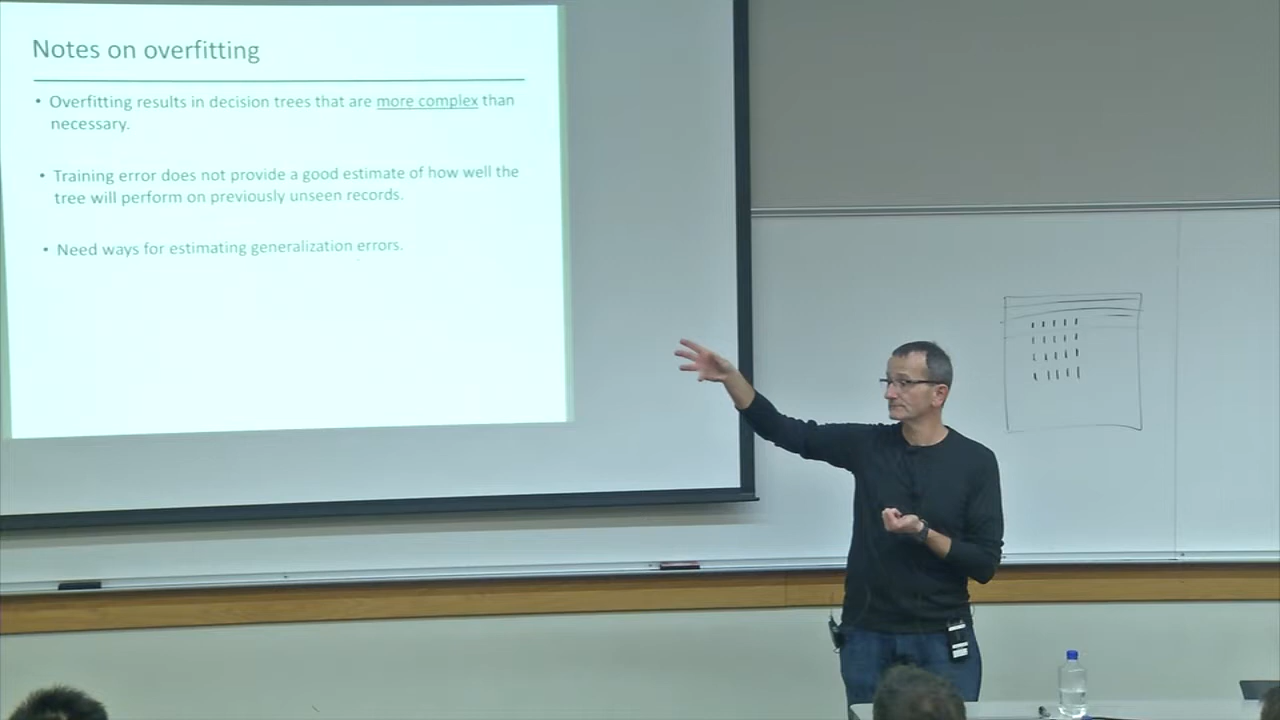 Notes on overfitting
• Overfitting results in decision trees that are more complex than
necessary.
• Training error does not provide a good estimate of how well the
tree will perform on previously unseen records.
• Need ways for estimating generalization errors.